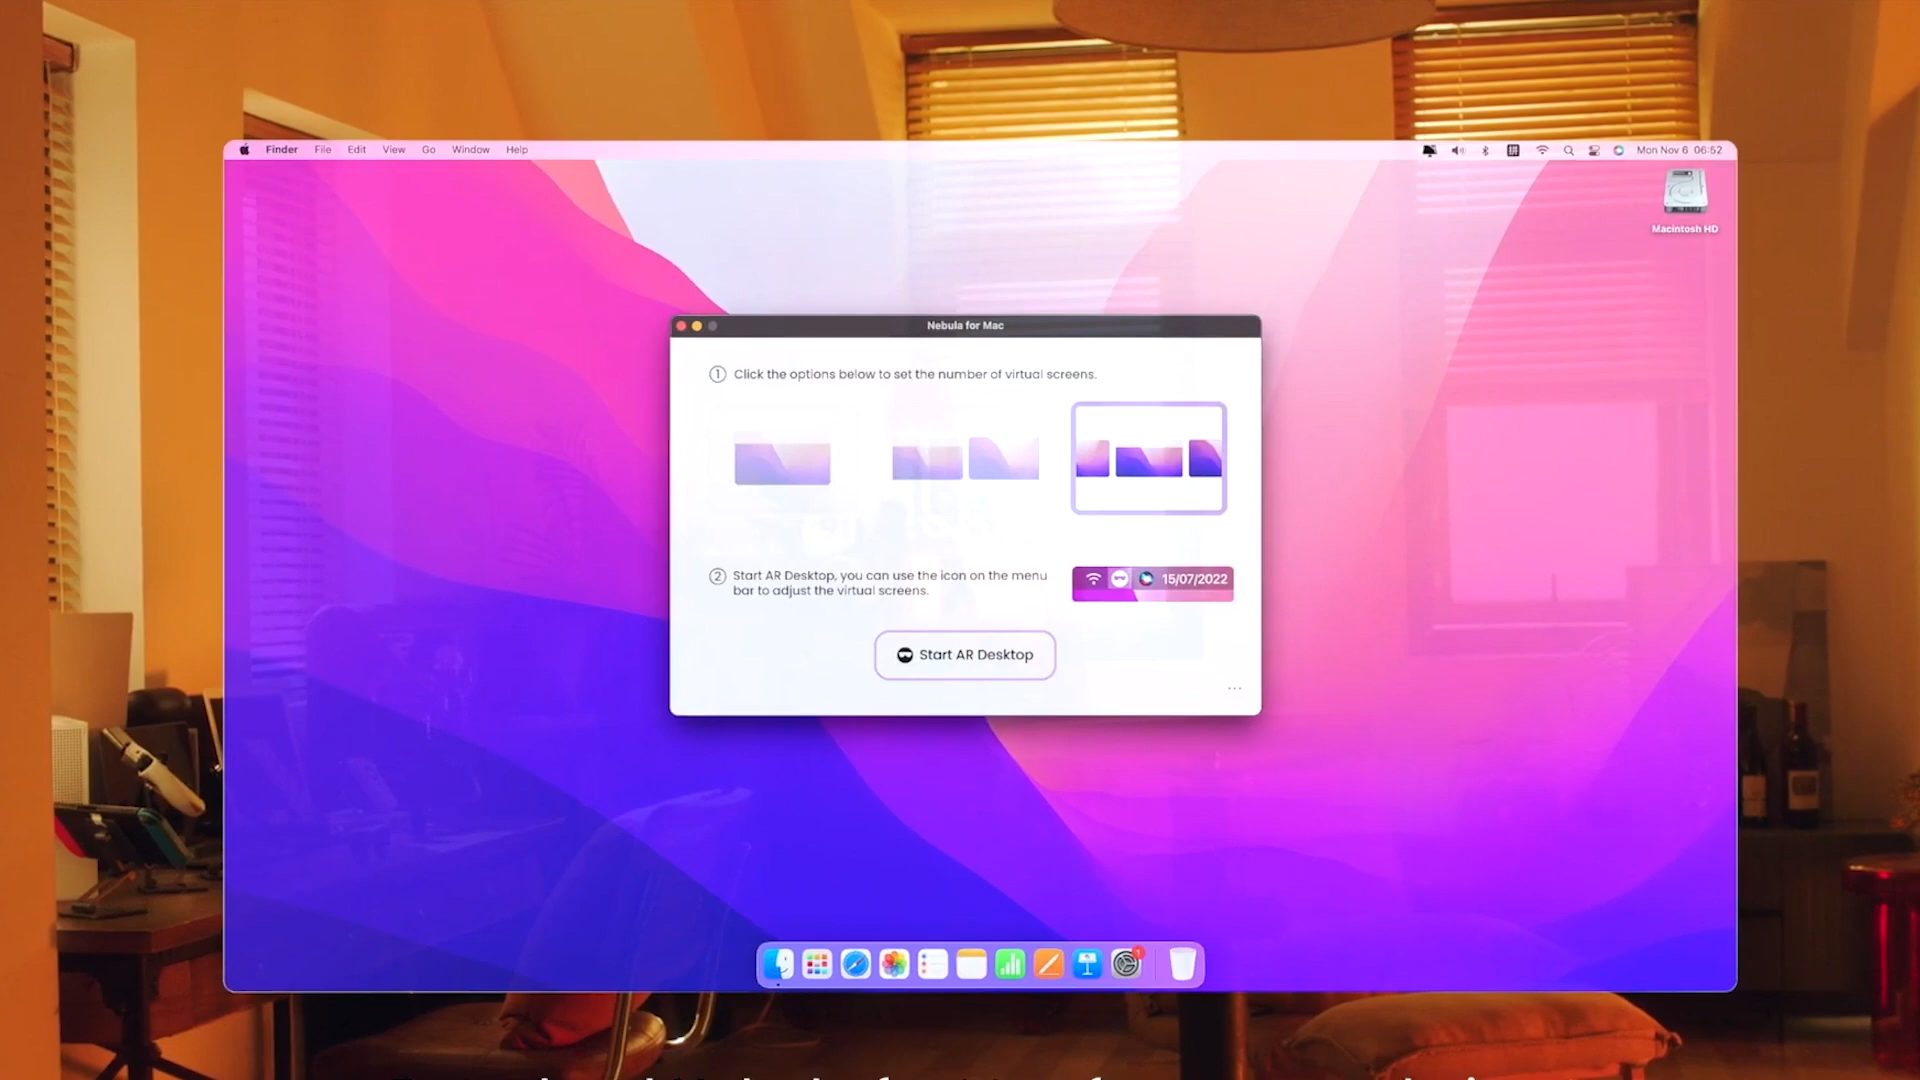 Finder File Edit View Go Window Help
Mon Nov 6 06:52
Macintosh HD
Nebula for Mac
1 Click the options below to set the number of virtual screens.
2 Start AR Desktop, you can use the icon on the menu
bar to adjust the virtual screens.
15/07/2022
Start AR Desktop
...
1